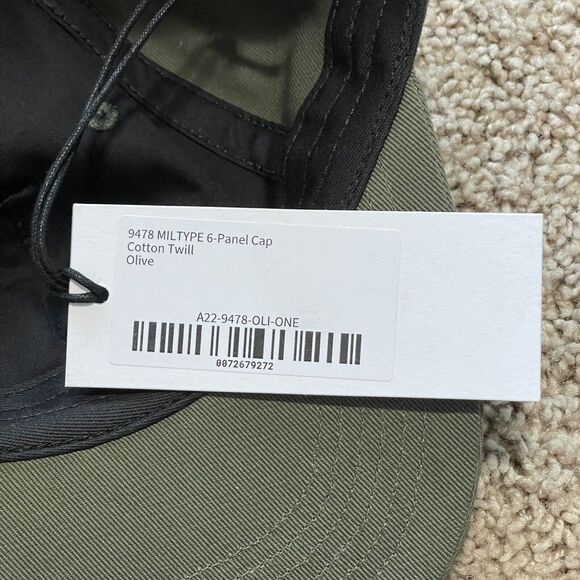 9478 MILTYPE 6-Panel Cap
Cotton Twill
Olive
A22-9478-OLI-ONE
0072679272